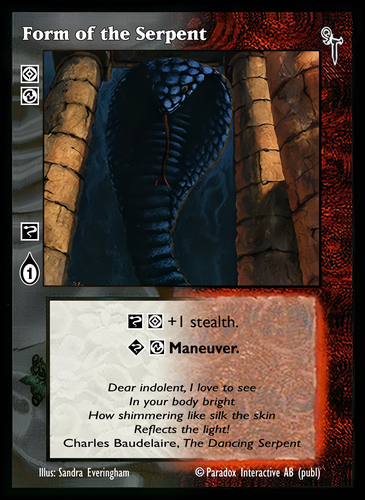 Form of the Serpent
1
+1 stealth.
Maneuver.
Dear indolent, I love to see
In your body bright
How shimmering like silk the skin
Reflects the light!
Charles Baudelaire, The Dancing Serpent
Illus: Sandra Everingham
© Paradox Interactive AB (publ)